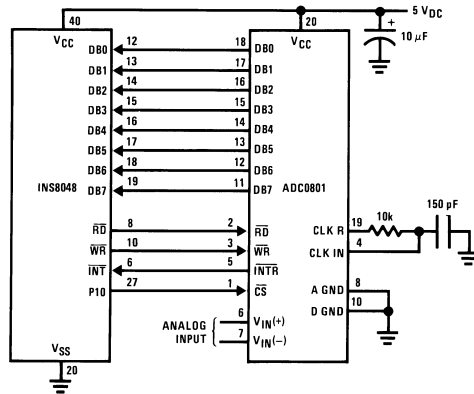 40 20 5 VDC
VCC VCC + 10 µF
DB0 12 18 DB0
DB1 13 17 DB1
DB2 14 16 DB2
DB3 15 15 DB3
DB4 16 14 DB4
DB5 17 13 DB5
DB6 18 12 DB6
DB7 19 11 DB7
INS8048 ADC0801
150 pF
RD 8 2 RD CLK R 19 10k
WR 10 3 WR CLK IN 4
INT 6 5 INTR
P10 27 1 CS A GND 8
D GND 10
ANALOG INPUT 6 VIN(+)
7 VIN(−)
VSS
20